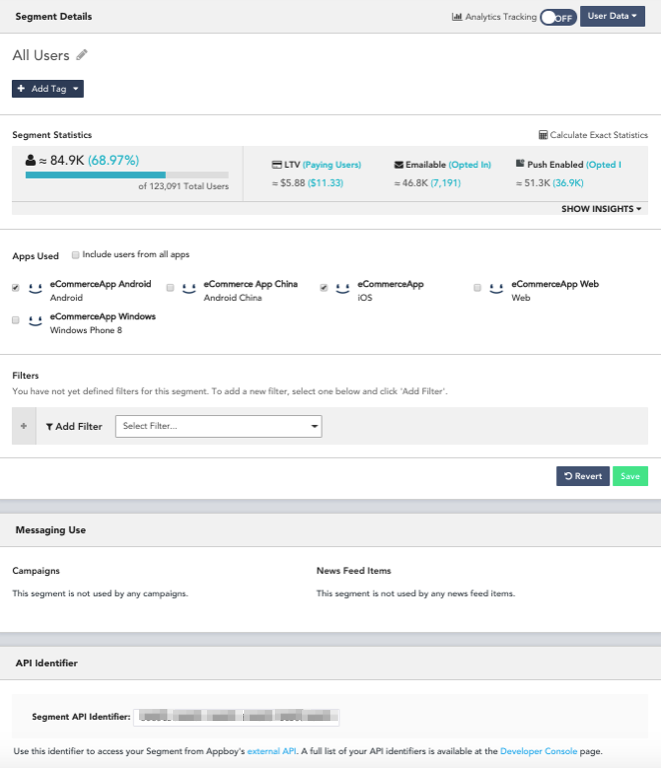 Segment Details
Analytics Tracking OFF User Data
All Users
+ Add Tag
Segment Statistics
Calculate Exact Statistics
≈ 84.9K (68.97%)
of 123,091 Total Users
LTV (Paying Users)
≈ $5.88 ($11.33)
Emailable (Opted In)
≈ 46.8K (7,191)
Push Enabled (Opted I
≈ 51.3K (36.9K)
SHOW INSIGHTS
Apps Used Include users from all apps
eCommerceApp Android
Android
eCommerce App China
Android China
eCommerceApp
iOS
eCommerceApp Web
Web
eCommerceApp Windows
Windows Phone 8
Filters
You have not yet defined filters for this segment. To add a new filter, select one below and click 'Add Filter'.
+ Add Filter Select Filter...
Revert Save
Messaging Use
Campaigns
This segment is not used by any campaigns.
News Feed Items
This segment is not used by any news feed items.
API Identifier
Segment API Identifier:
Use this identifier to access your Segment from Appboy's external API. A full list of your API identifiers is available at the Developer Console page.